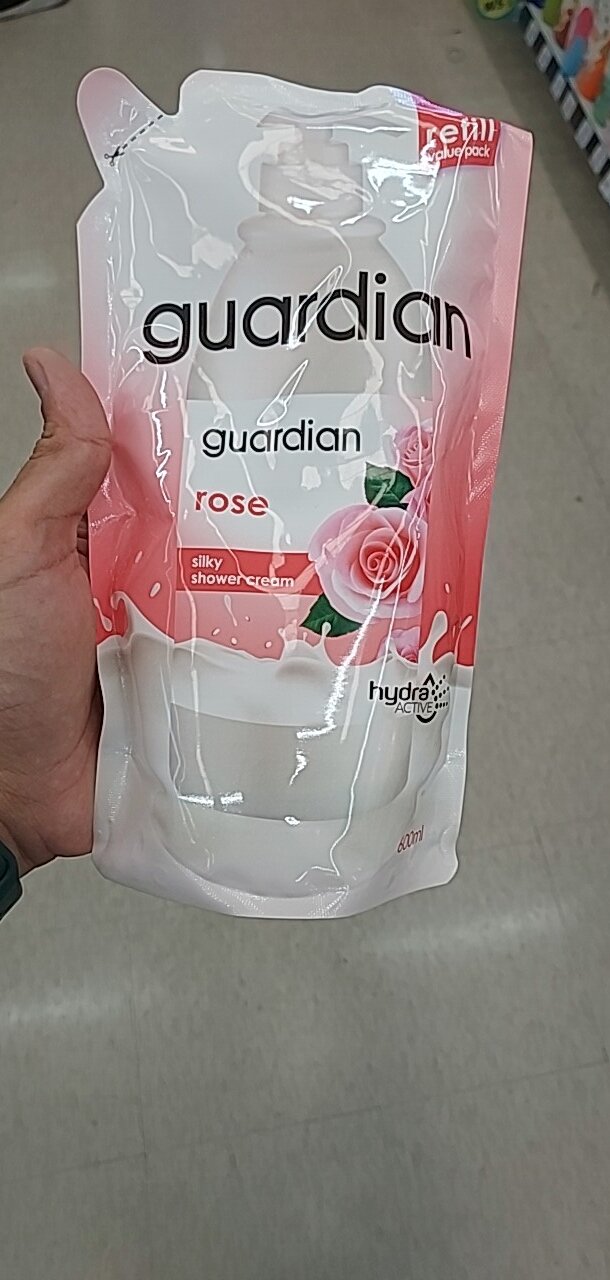 refill
value pack
guardian
guardian
rose
silky
shower cream
hydra
ACTIVE
600ml